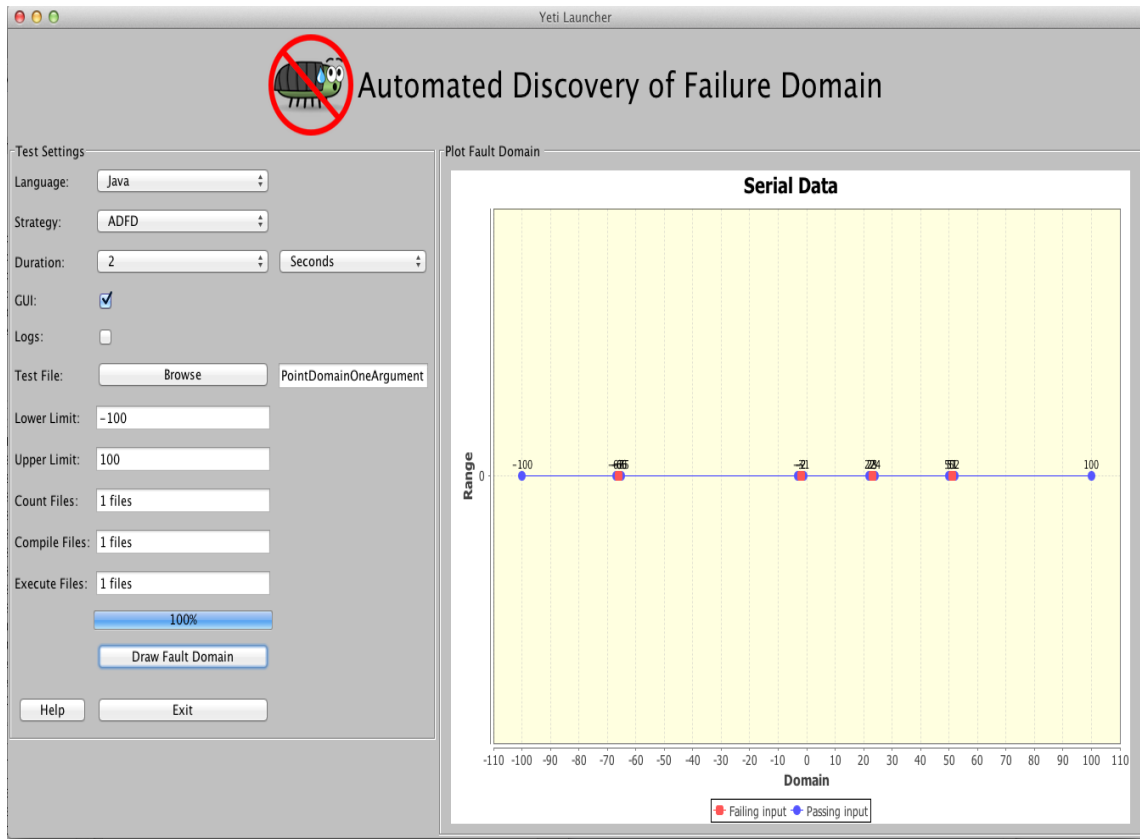 Yeti Launcher
Automated Discovery of Failure Domain
Test Settings
Language: Java
Strategy: ADFD
Duration: 2 Seconds
GUI:
Logs:
Test File: Browse PointDomainOneArgument
Lower Limit: -100
Upper Limit: 100
Count Files: 1 files
Compile Files: 1 files
Execute Files: 1 files
100%
Draw Fault Domain
Help Exit
Plot Fault Domain
Serial Data
Range
0
-100 100
-110 -100 -90 -80 -70 -60 -50 -40 -30 -20 -10 0 10 20 30 40 50 60 70 80 90 100 110
Domain
Failing input Passing input